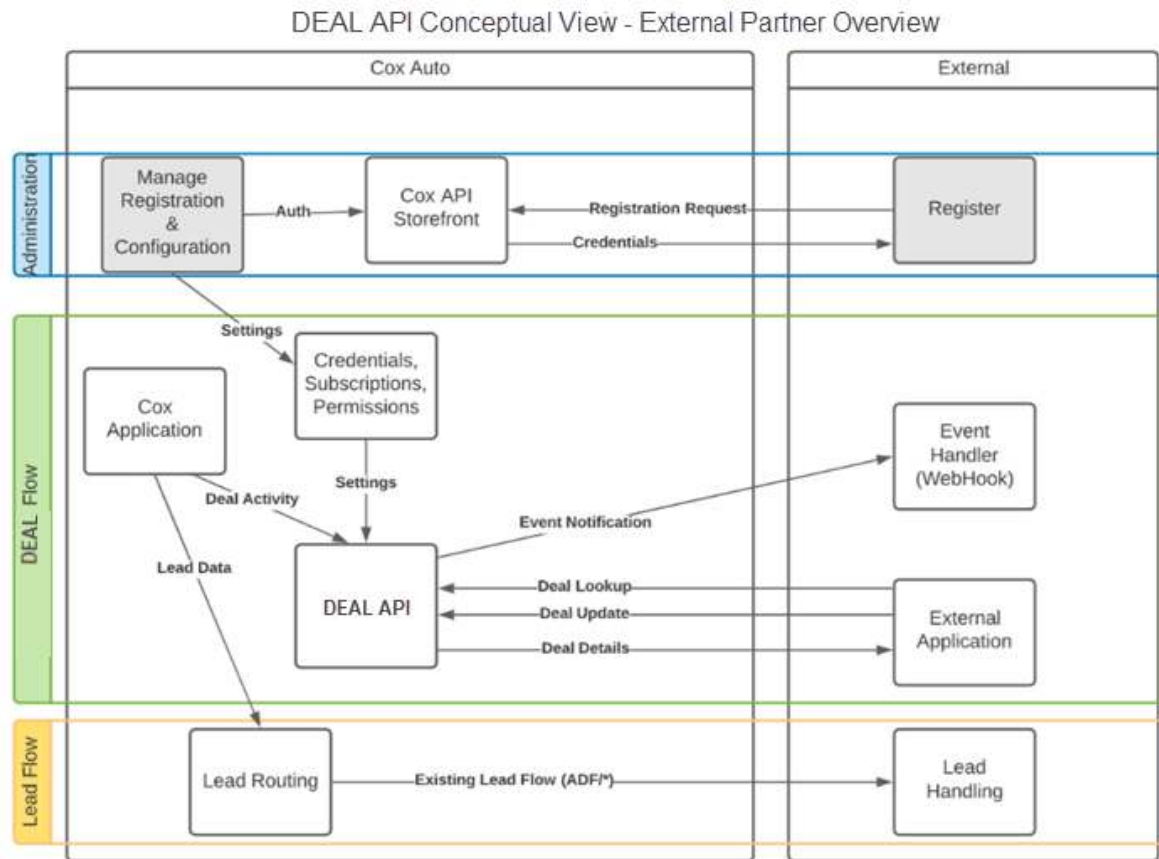 DEAL API Conceptual View - External Partner Overview
Cox Auto
External
Administration
Manage
Registration
&
Configuration
Auth
Cox API
Storefront
Registration Request
Credentials
Register
DEAL Flow
Settings
Credentials,
Subscriptions,
Permissions
Cox
Application
Event
Handler
(WebHook)
Deal Activity
Settings
Event Notification
Lead Data
DEAL API
Deal Lookup
Deal Update
Deal Details
External
Application
Lead Flow
Lead Routing
Existing Lead Flow (ADF/*)
Lead
Handling